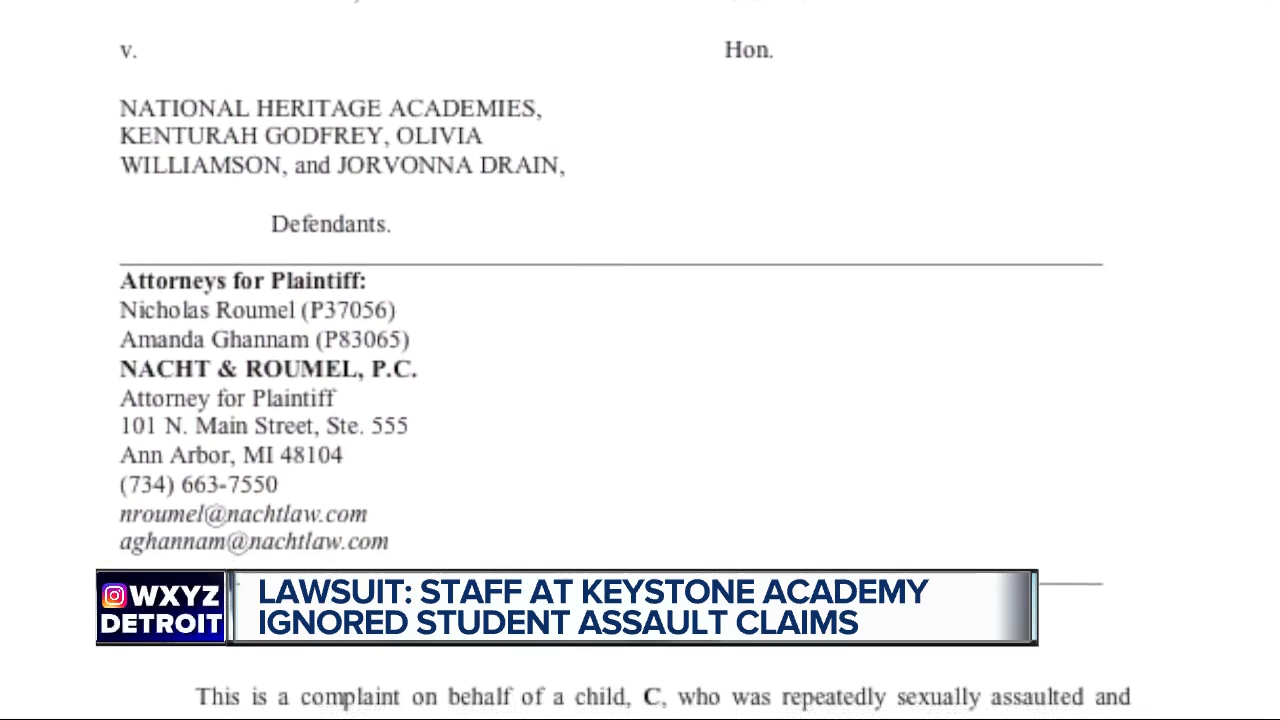 v.
Hon.
NATIONAL HERITAGE ACADEMIES,
KENTURAH GODFREY, OLIVIA
WILLIAMSON, and JORVONNA DRAIN,
Defendants.
Attorneys for Plaintiff:
Nicholas Roumel (P37056)
Amanda Ghannam (P83065)
NACHT & ROUMEL, P.C.
Attorney for Plaintiff
101 N. Main Street, Ste. 555
Ann Arbor, MI 48104
(734) 663-7550
nroumel@nachtlaw.com
aghannam@nachtlaw.com
WXYZ
DETROIT
LAWSUIT: STAFF AT KEYSTONE ACADEMY
IGNORED STUDENT ASSAULT CLAIMS
This is a complaint on behalf of a child, C, who was repeatedly sexually assaulted and